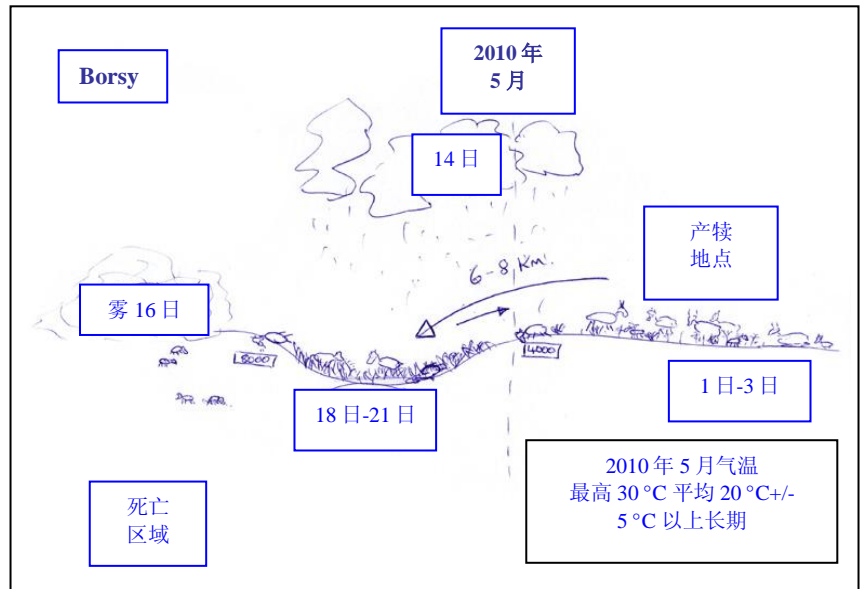 Borsy
2010 年
5 月
14 日
产犊
地点
6-8 Km.
雾 16 日
8000
4000
18 日-21 日
1 日-3 日
死亡
区域
2010 年 5 月气温
最高 30 °C 平均 20 °C+/-
5 °C 以上长期